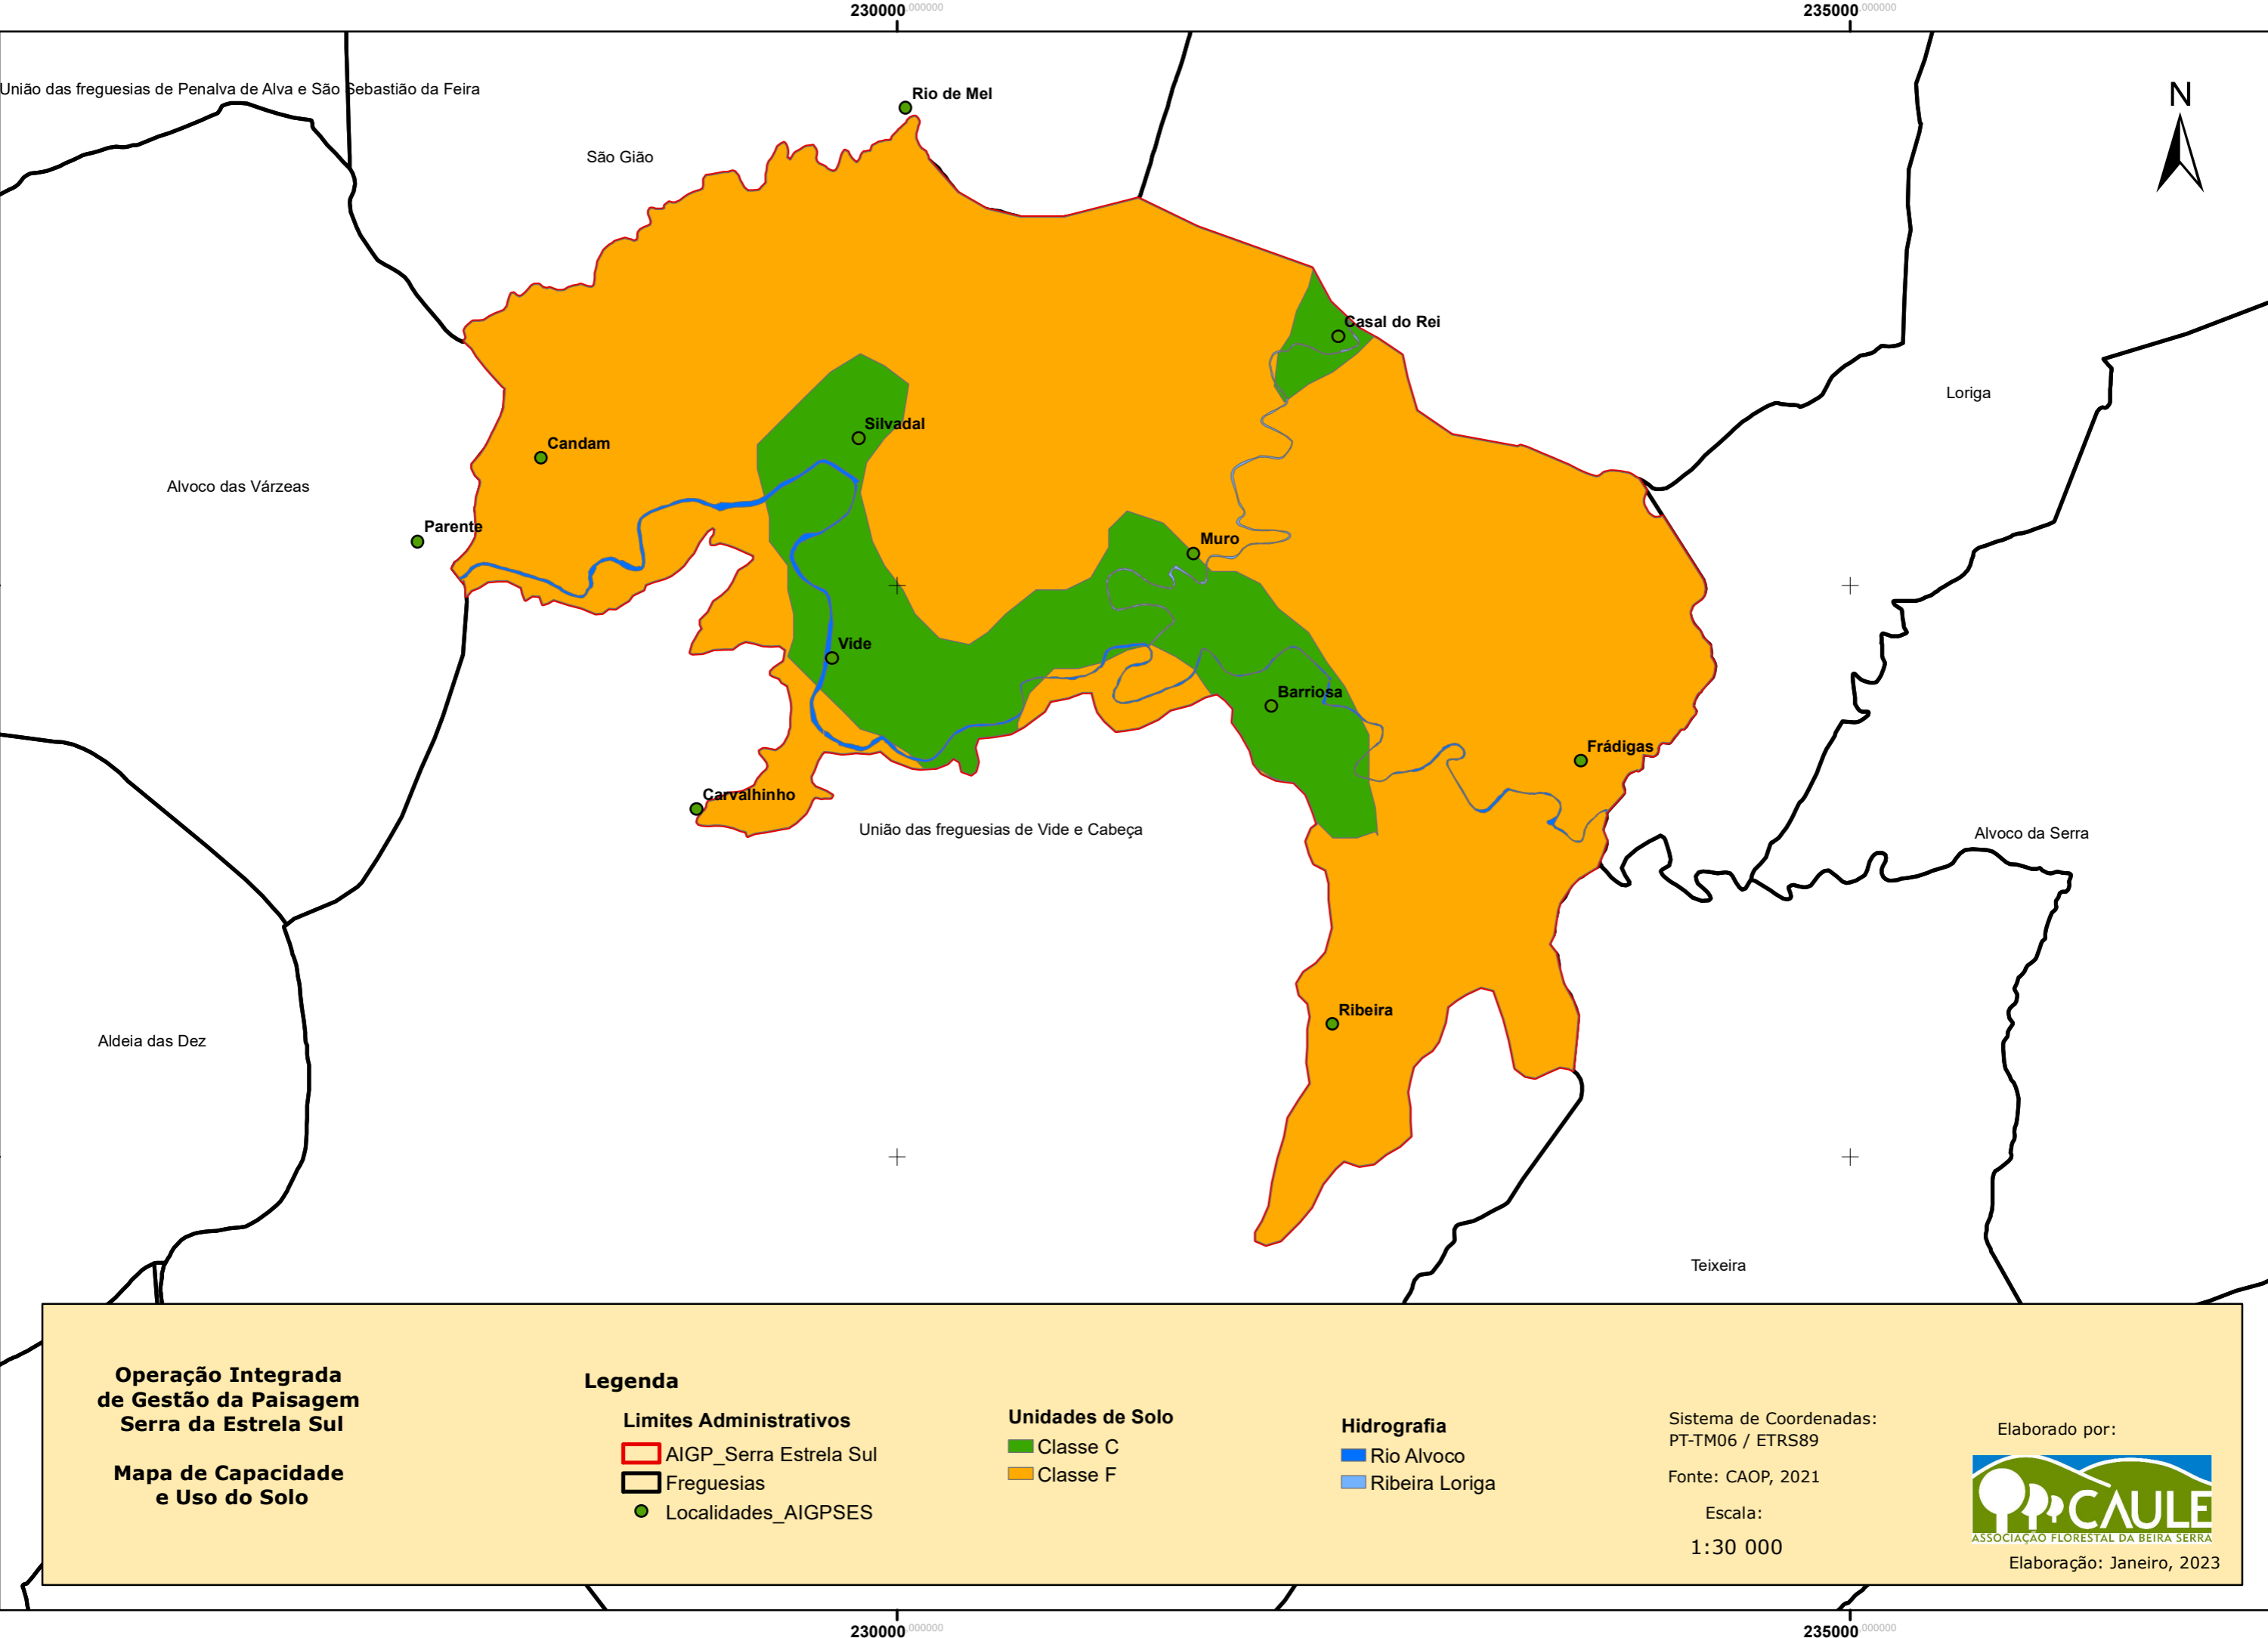 230000.000000
235000.000000
União das freguesias de Penalva de Alva e São Sebastião da Feira
Rio de Mel
N
São Gião
Casal do Rei
Loriga
Silvadal
Candam
Alvoco das Várzeas
Parente
Muro
Vide
Barriosa
Frádigas
Carvalhinho
União das freguesias de Vide e Cabeça
Alvoco da Serra
Ribeira
Aldeia das Dez
Teixeira
Operação Integrada
de Gestão da Paisagem
Serra da Estrela Sul
Mapa de Capacidade
e Uso do Solo
Legenda
Limites Administrativos
AIGP_Serra Estrela Sul
Freguesias
Localidades_AIGPSES
Unidades de Solo
Classe C
Classe F
Hidrografia
Rio Alvoco
Ribeira Loriga
Sistema de Coordenadas:
PT-TM06 / ETRS89
Fonte: CAOP, 2021
Escala:
1:30 000
Elaborado por:
CAULE
ASSOCIAÇÃO FLORESTAL DA BEIRA SERRA
Elaboração: Janeiro, 2023
230000.000000
235000.000000